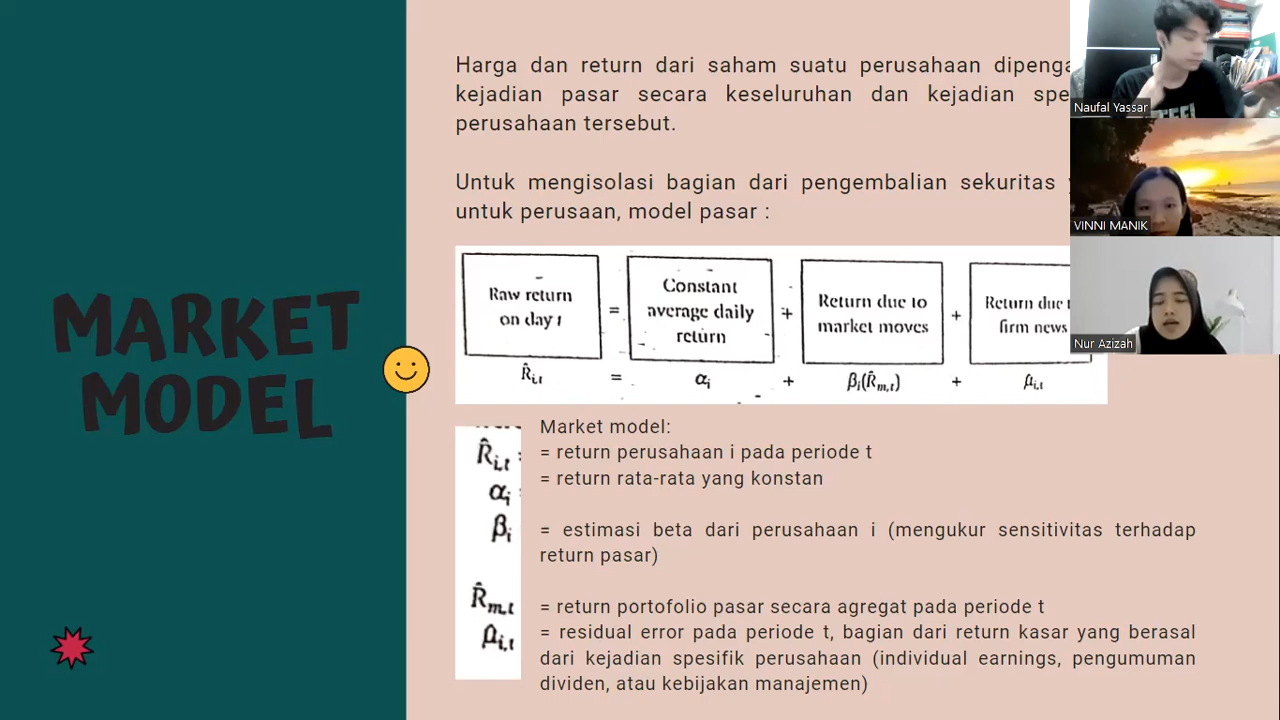 MARKET
MODEL
Harga dan return dari saham suatu perusahaan
kejadian pasar secara keseluruhan dan kejadian
perusahaan tersebut.
Untuk mengisolasi bagian dari pengembalian sekuritas
untuk perusaan, model pasar :
Raw return
on day t
=
Constant
average daily
return
+
Return due to
market moves
+
Return due
firm news
R̂i,t = αi + βi(R̂m,t) + μ̂i,t
Market model:
R̂i,t = return perusahaan i pada periode t
αi = return rata-rata yang konstan
βi = estimasi beta dari perusahaan i (mengukur sensitivitas terhadap
return pasar)
R̂m,t = return portofolio pasar secara agregat pada periode t
μ̂i,t = residual error pada periode t, bagian dari return kasar yang berasal
dari kejadian spesifik perusahaan (individual earnings, pengumuman
dividen, atau kebijakan manajemen)
Naufal Yassar
VINNI MANIK
Nur Azizah